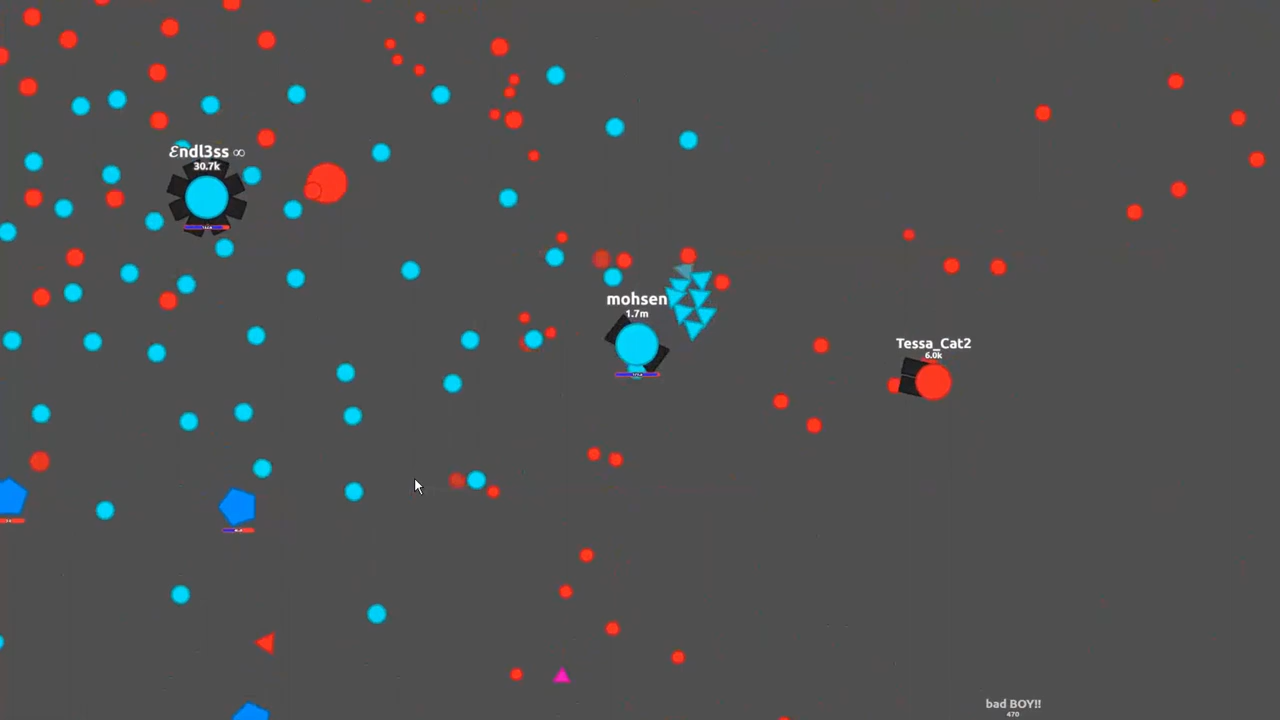 ℰndl3ss ∞
30.7k
mohsen
1.7m
Tessa_Cat2
6.0k
bad BOY!!
470